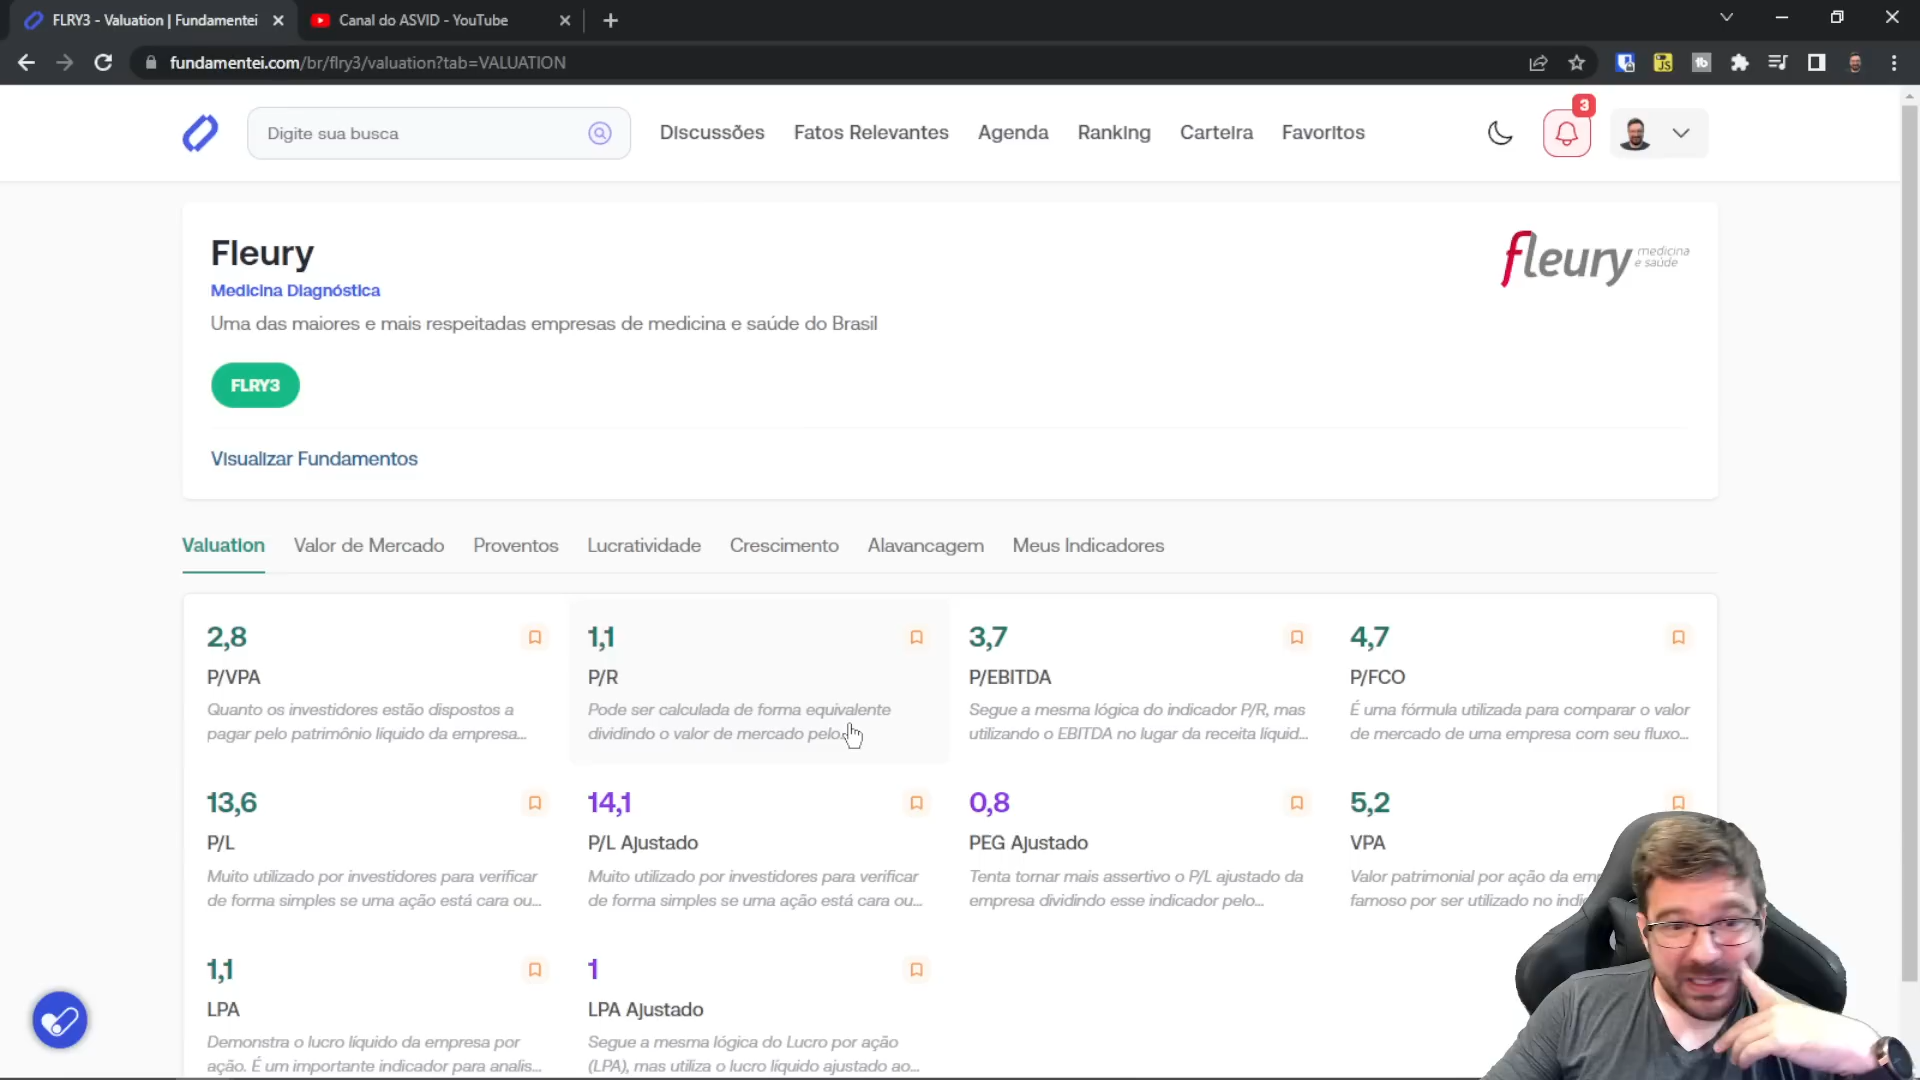 FLRY3 - Valuation | Fundamentei
Canal do ASVID - YouTube
fundamentei.com/br/flry3/valuation?tab=VALUATION
Digite sua busca
Discussões
Fatos Relevantes
Agenda
Ranking
Carteira
Favoritos
3
Fleury
Medicina Diagnóstica
Uma das maiores e mais respeitadas empresas de medicina e saúde do Brasil
fleury medicina e saúde
FLRY3
Visualizar Fundamentos
Valuation
Valor de Mercado
Proventos
Lucratividade
Crescimento
Alavancagem
Meus Indicadores
2,8
P/VPA
Quanto os investidores estão dispostos a
pagar pelo patrimônio líquido da empresa...
1,1
P/R
Pode ser calculada de forma equivalente
dividindo o valor de mercado pelo...
3,7
P/EBITDA
Segue a mesma lógica do indicador P/R, mas
utilizando o EBITDA no lugar da receita líquid...
4,7
P/FCO
É uma fórmula utilizada para comparar o valor
de mercado de uma empresa com seu fluxo...
13,6
P/L
Muito utilizado por investidores para verificar
de forma simples se uma ação está cara ou...
14,1
P/L Ajustado
Muito utilizado por investidores para verificar
de forma simples se uma ação está cara ou...
0,8
PEG Ajustado
Tenta tornar mais assertivo o P/L ajustado da
empresa dividindo esse indicador pelo...
5,2
VPA
Valor patrimonial por ação da
famoso por ser utilizado no
1,1
LPA
Demonstra o lucro líquido da empresa por
ação. É um importante indicador para analis...
1
LPA Ajustado
Segue a mesma lógica do Lucro por ação
(LPA), mas utiliza o lucro líquido ajustado ao...